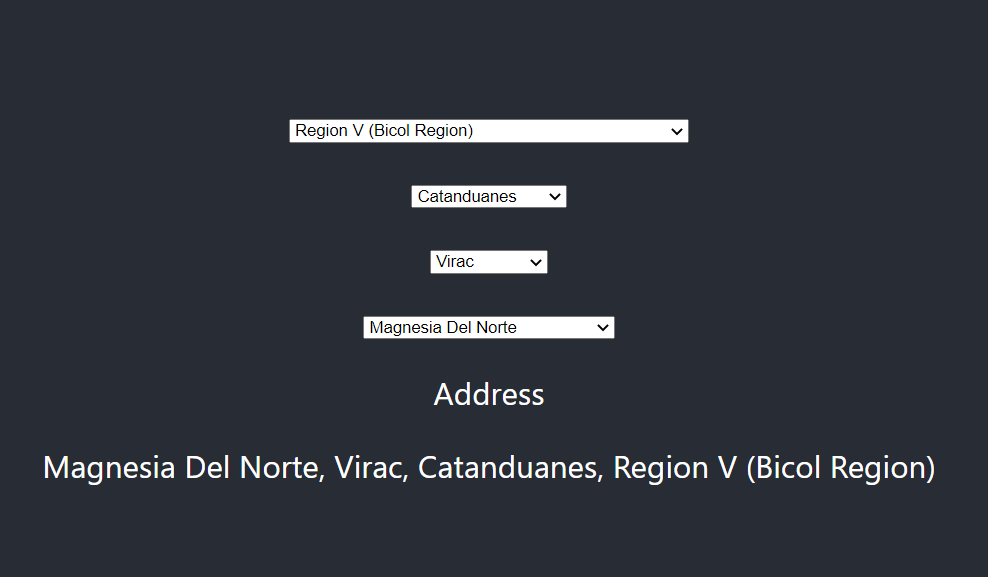 Region V (Bicol Region)
Catanduanes
Virac
Magnesia Del Norte
Address
Magnesia Del Norte, Virac, Catanduanes, Region V (Bicol Region)